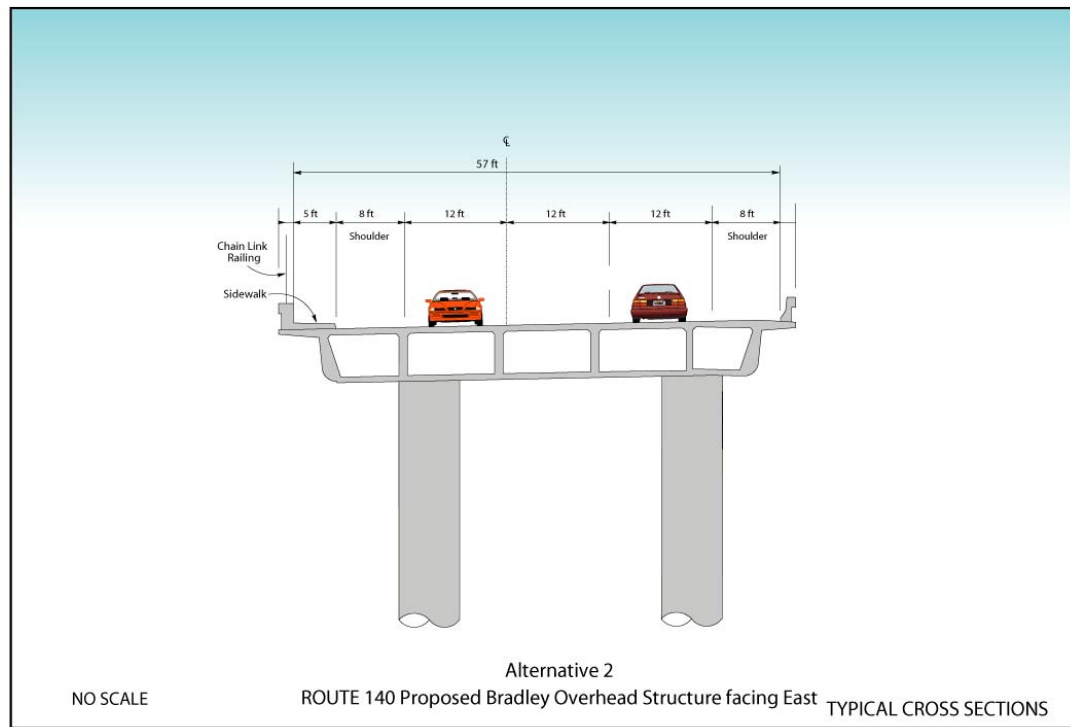 ℄
57 ft
5 ft 8 ft 12 ft 12 ft 12 ft 8 ft
Shoulder Shoulder
Chain Link
Railing
Sidewalk
Alternative 2
ROUTE 140 Proposed Bradley Overhead Structure facing East
NO SCALE
TYPICAL CROSS SECTIONS